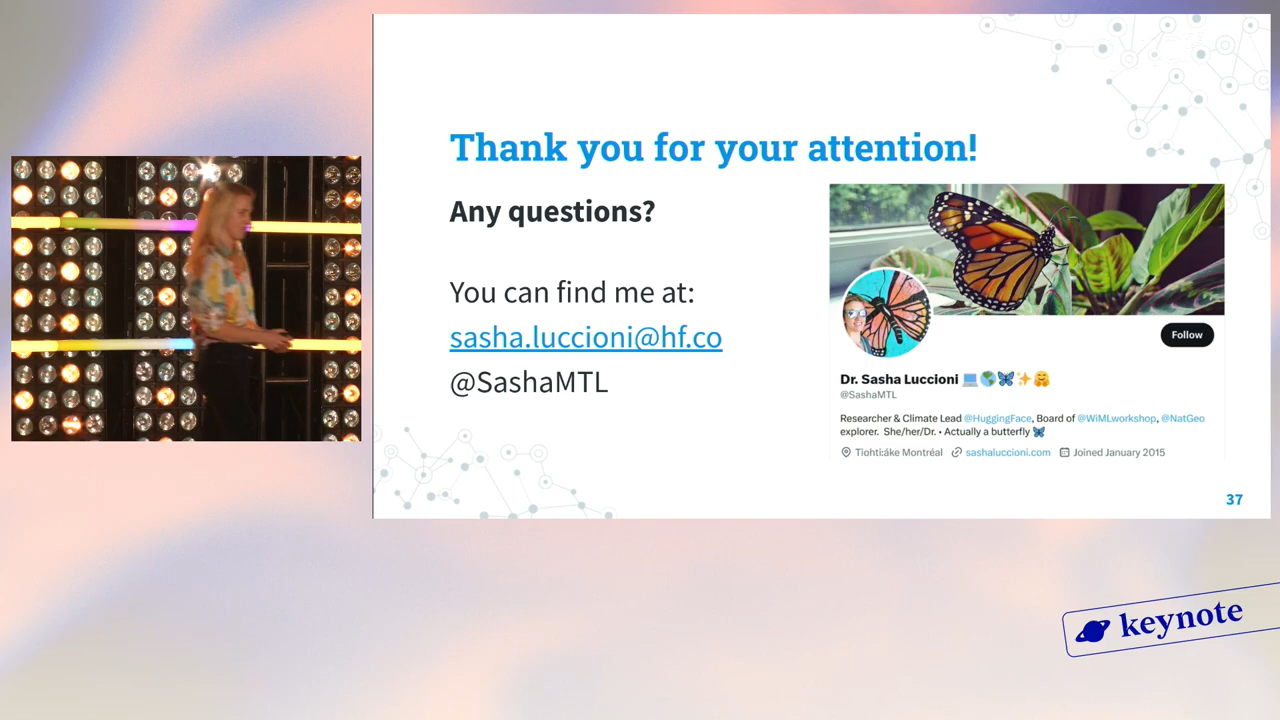 Thank you for your attention!
Any questions?
You can find me at:
sasha.luccioni@hf.co
@SashaMTL
Follow
Dr. Sasha Luccioni 💻🌎🦋✨🤗
@SashaMTL
Researcher & Climate Lead @HuggingFace, Board of @WiMLworkshop, @NatGeo
explorer. She/her/Dr. • Actually a butterfly 🦋
Tiohti:áke Montréal sashaluccioni.com Joined January 2015
37
keynote